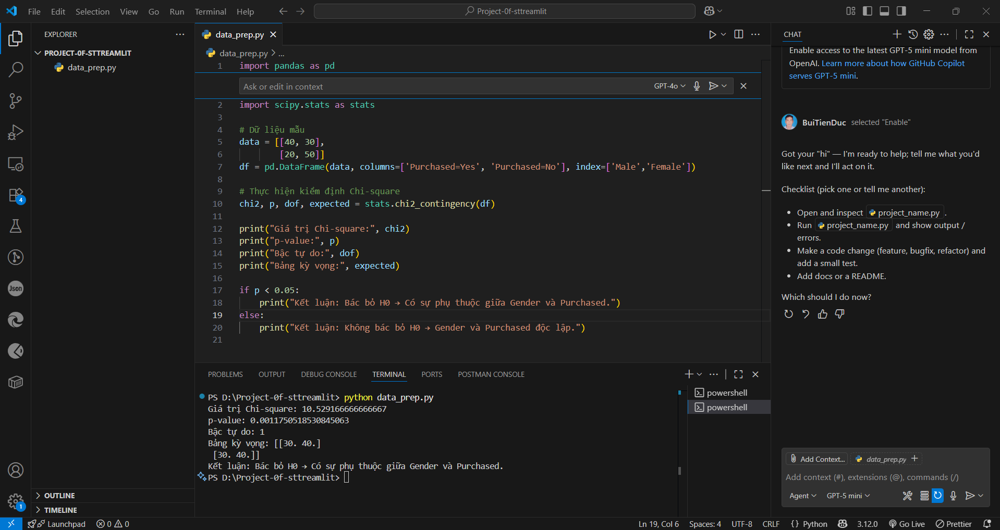 File Edit Selection View Go Run Terminal Help
Project-0f-sttreamlit
EXPLORER
PROJECT-0F-STTREAMLIT
data_prep.py
OUTLINE
TIMELINE
data_prep.py
data_prep.py > ...
1 import pandas as pd
Ask or edit in context GPT-4o
2 import scipy.stats as stats
3
4 # Dữ liệu mẫu
5 data = [[40, 30],
6         [20, 50]]
7 df = pd.DataFrame(data, columns=['Purchased=Yes', 'Purchased=No'], index=['Male','Female'])
8
9 # Thực hiện kiểm định Chi-square
10 chi2, p, dof, expected = stats.chi2_contingency(df)
11
12 print("Giá trị Chi-square:", chi2)
13 print("p-value:", p)
14 print("Bậc tự do:", dof)
15 print("Bảng kỳ vọng:", expected)
16
17 if p < 0.05:
18     print("Kết luận: Bác bỏ H0 → Có sự phụ thuộc giữa Gender và Purchased.")
19 else:
20     print("Kết luận: Không bác bỏ H0 → Gender và Purchased độc lập.")
21
PROBLEMS OUTPUT DEBUG CONSOLE TERMINAL PORTS POSTMAN CONSOLE
PS D:\Project-0f-sttreamlit> python data_prep.py
Giá trị Chi-square: 10.529166666666667
p-value: 0.0011750518530845063
Bậc tự do: 1
Bảng kỳ vọng: [[30. 40.]
 [30. 40.]]
Kết luận: Bác bỏ H0 → Có sự phụ thuộc giữa Gender và Purchased.
PS D:\Project-0f-sttreamlit>
powershell
powershell
CHAT
Enable access to the latest GPT-5 mini model from
OpenAI. Learn more about how GitHub Copilot
serves GPT-5 mini.
BuiTienDuc selected "Enable"
Got your "hi" — I'm ready to help; tell me what you'd
like next and I'll act on it.
Checklist (pick one or tell me another):
• Open and inspect project_name.py .
• Run project_name.py and show output /
errors.
• Make a code change (feature, bugfix, refactor) and
add a small test.
• Add docs or a README.
Which should I do now?
Add Context... data_prep.py
Add context (#), extensions (@), commands (/)
Agent GPT-5 mini
4
Json
1
Launchpad 0 0
Ln 19, Col 6 Spaces: 4 UTF-8 CRLF {} Python 3.12.0 Go Live Prettier